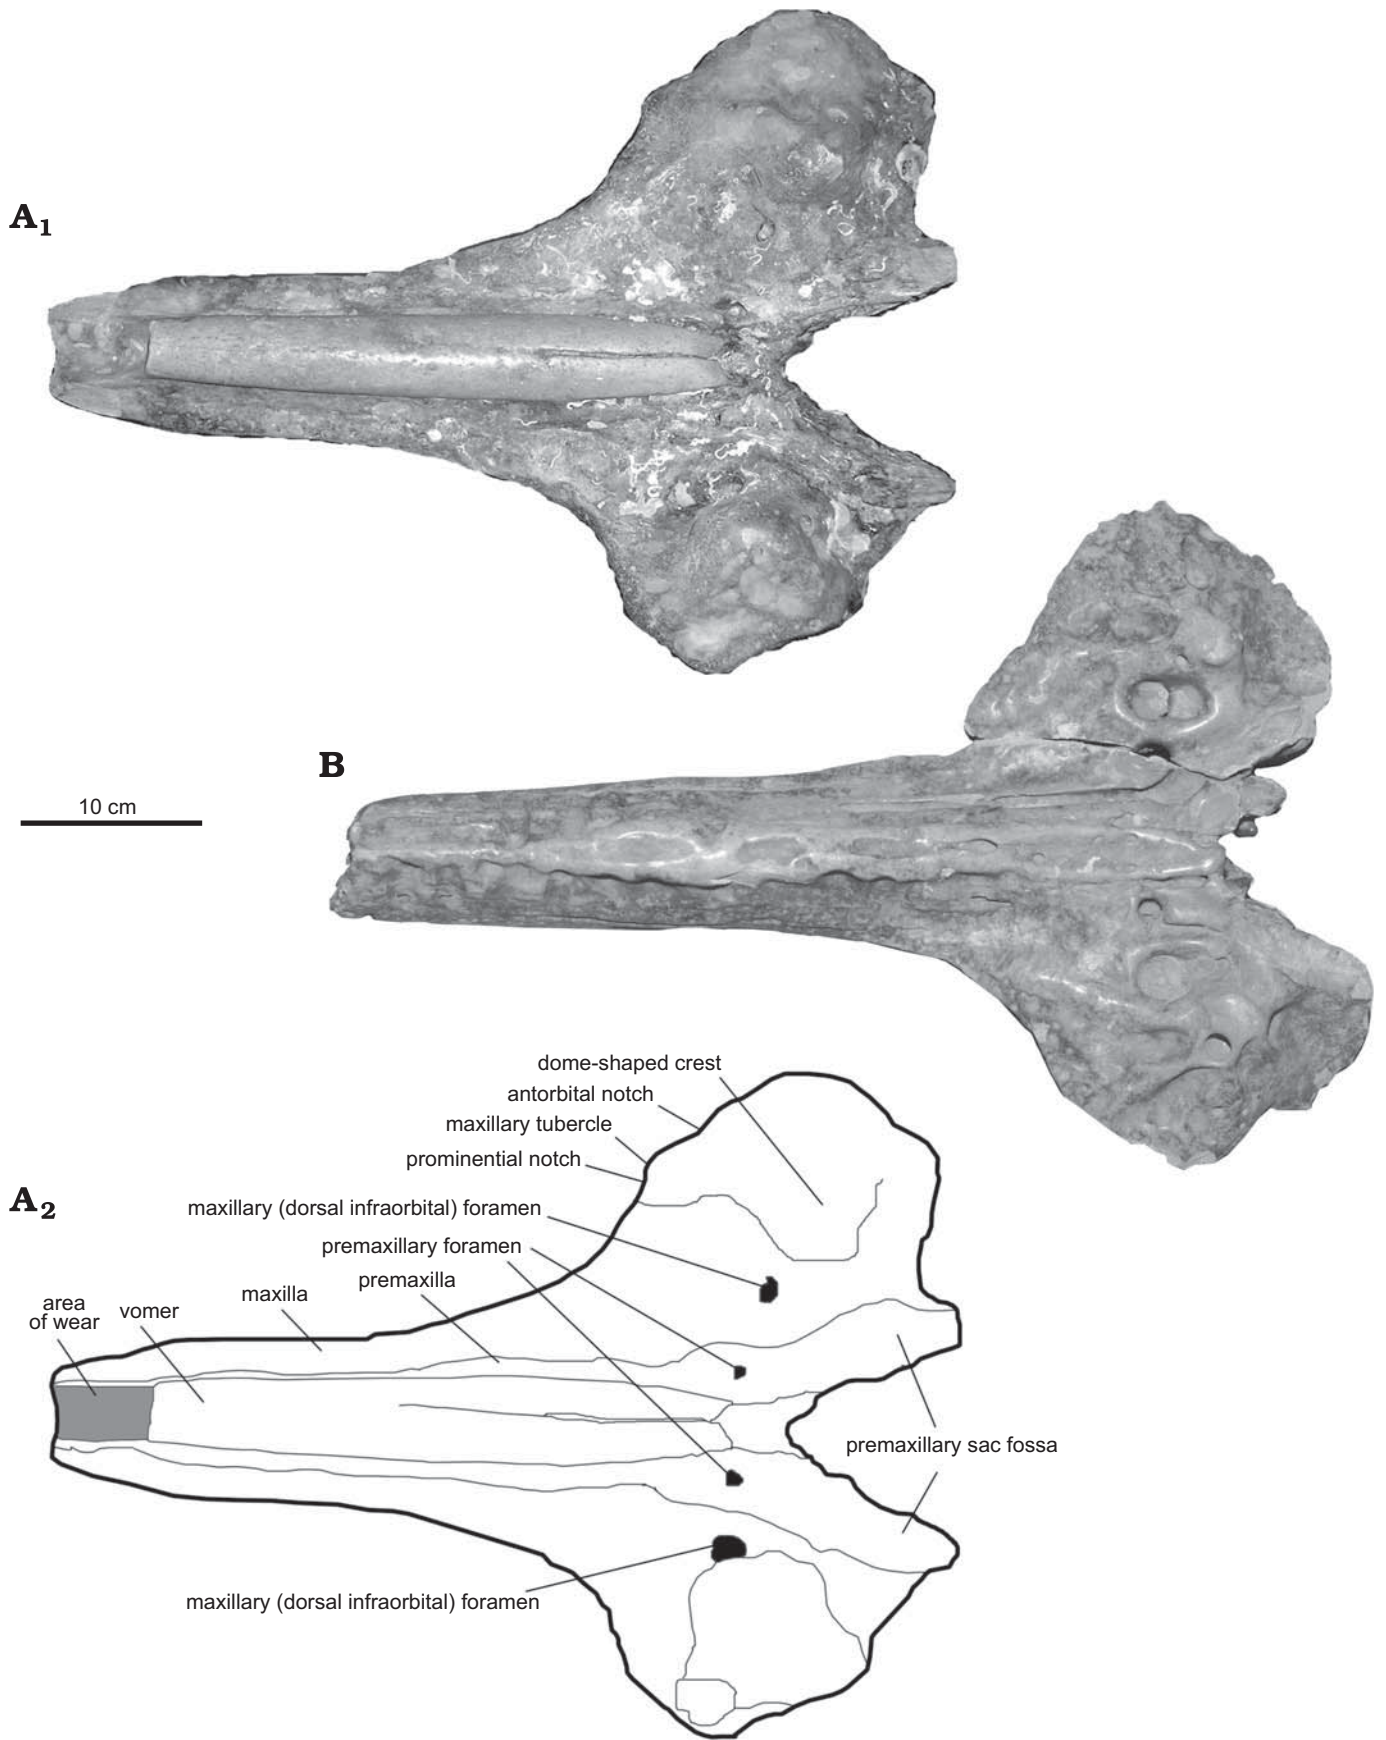 A1
B
10 cm
dome-shaped crest
antorbital notch
maxillary tubercle
prominential notch
A2
maxillary (dorsal infraorbital) foramen
premaxillary foramen
premaxilla
maxilla
area
of wear
vomer
premaxillary sac fossa
maxillary (dorsal infraorbital) foramen